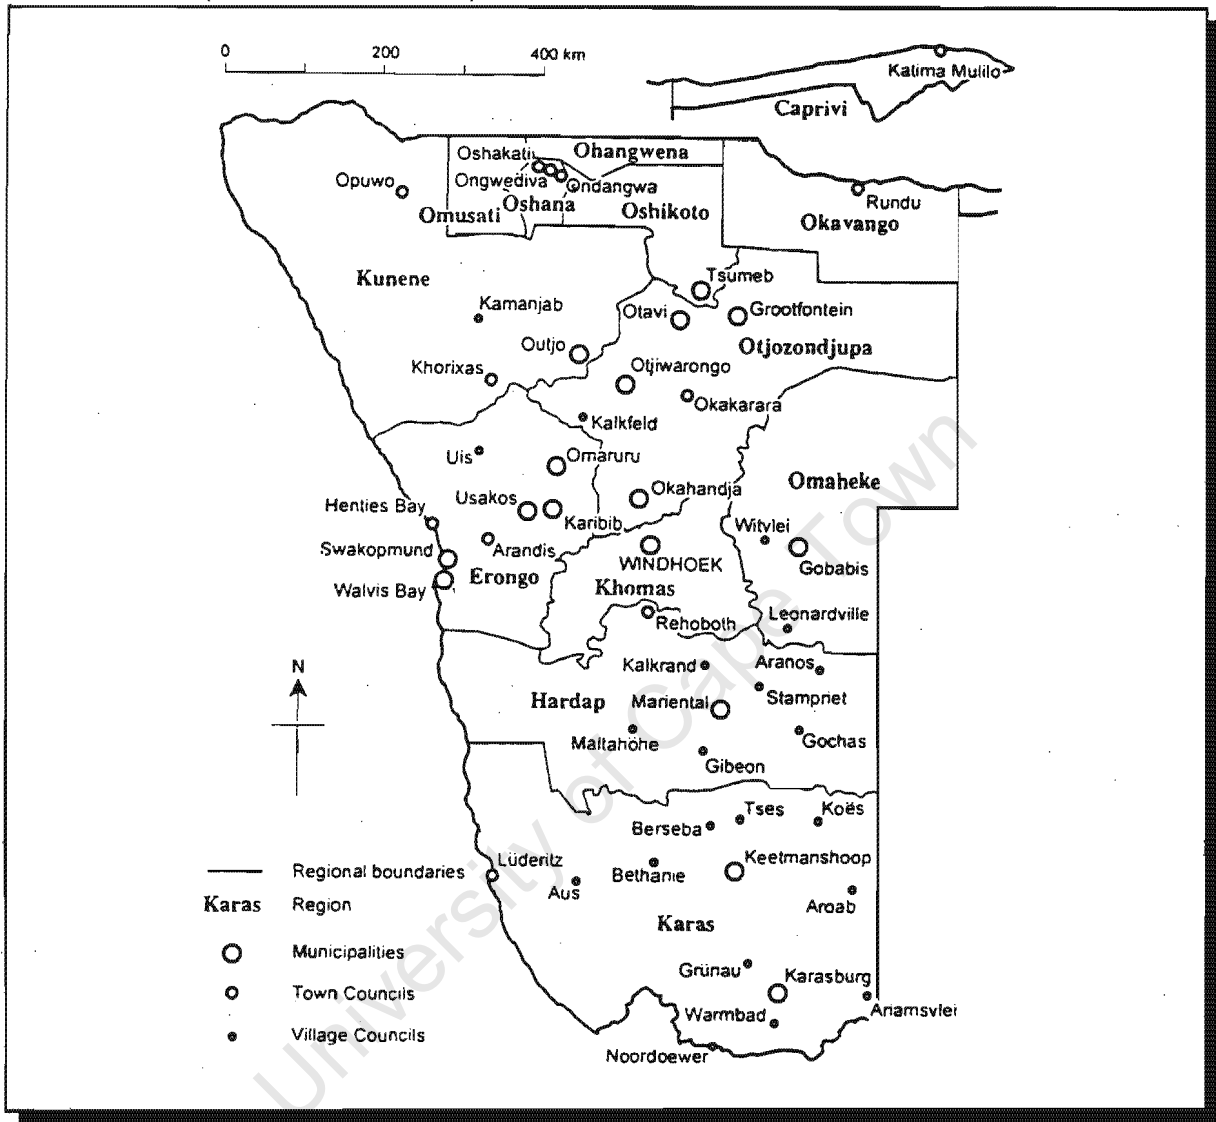 0 200 400 km
Katima Mulilo
Caprivi
Oshakati
Ohangwena
Opuwo
Ongwediva
Ondangwa
Oshana
Rundu
Omusati
Oshikoto
Okavango
Kunene
Tsumeb
Kamanjab
Otavi
Grootfontein
Outjo
Otjozondjupa
Khorixas
Otjiwarongo
Okakarara
Kalkfeld
Uis
Omaruru
Omaheke
Henties Bay
Usakos
Okahandja
Karibib
Witvlei
Swakopmund
Arandis
WINDHOEK
Gobabis
Erongo
Walvis Bay
Khomas
Leonardville
Rehoboth
N
Kalkrand
Aranos
Hardap
Mariental
Stampriet
Maltahöhe
Gochas
Gibeon
Tses
Koës
Berseba
Lüderitz
Keetmanshoop
Bethanie
Aus
Aroab
Karas
Grünau
Karasburg
Warmbad
Ariamsvlei
Noordoewer
Regional boundaries
Karas Region
Municipalities
Town Councils
Village Councils
University of Cape Town